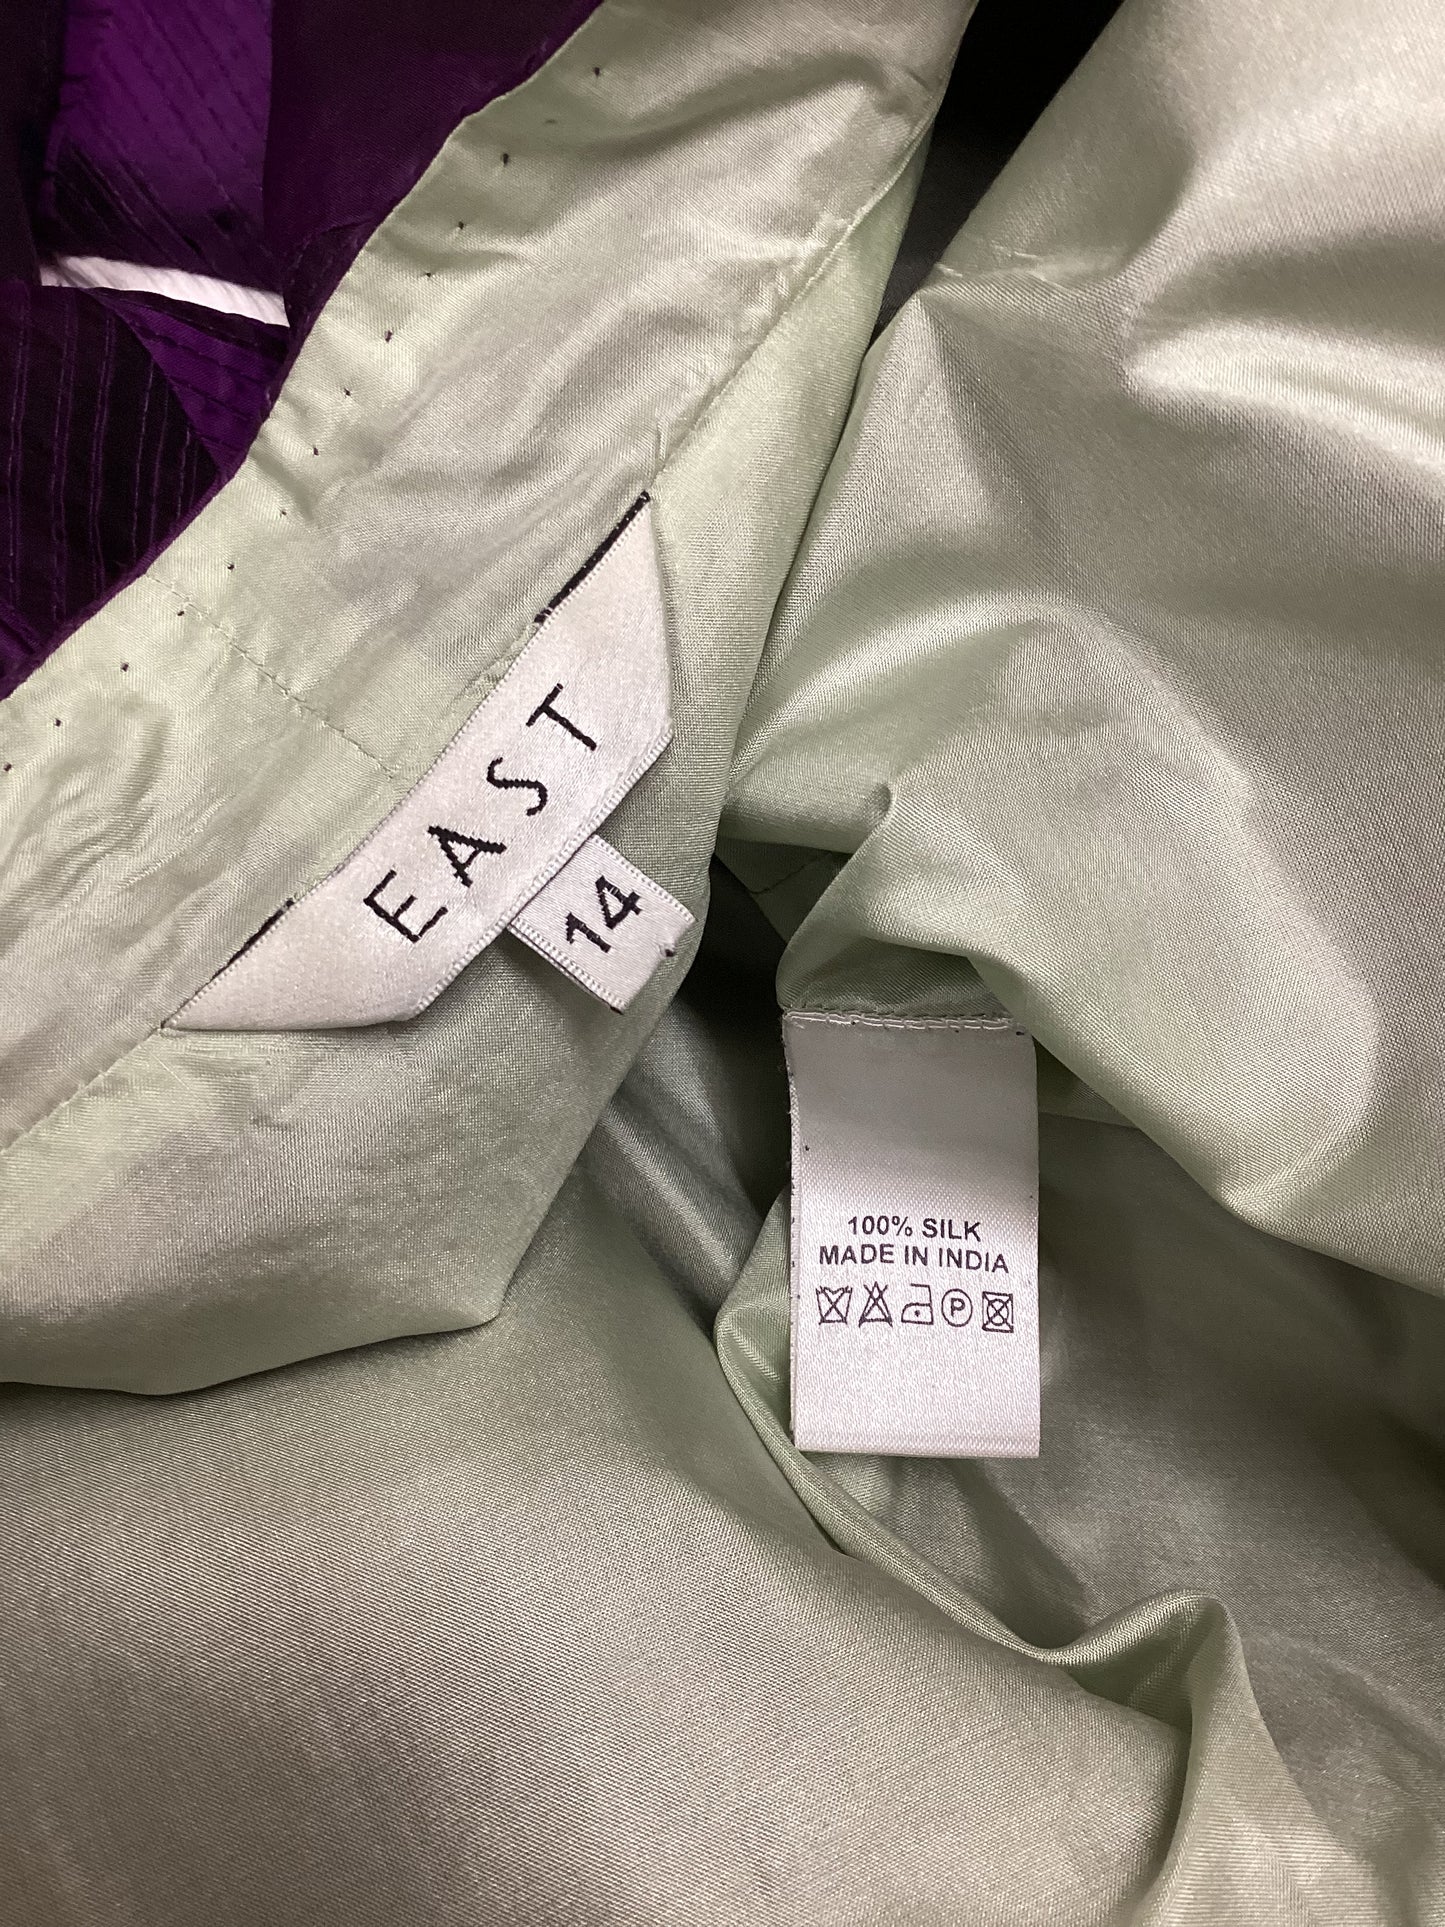 EAST
14
100% SILK
MADE IN INDIA
P